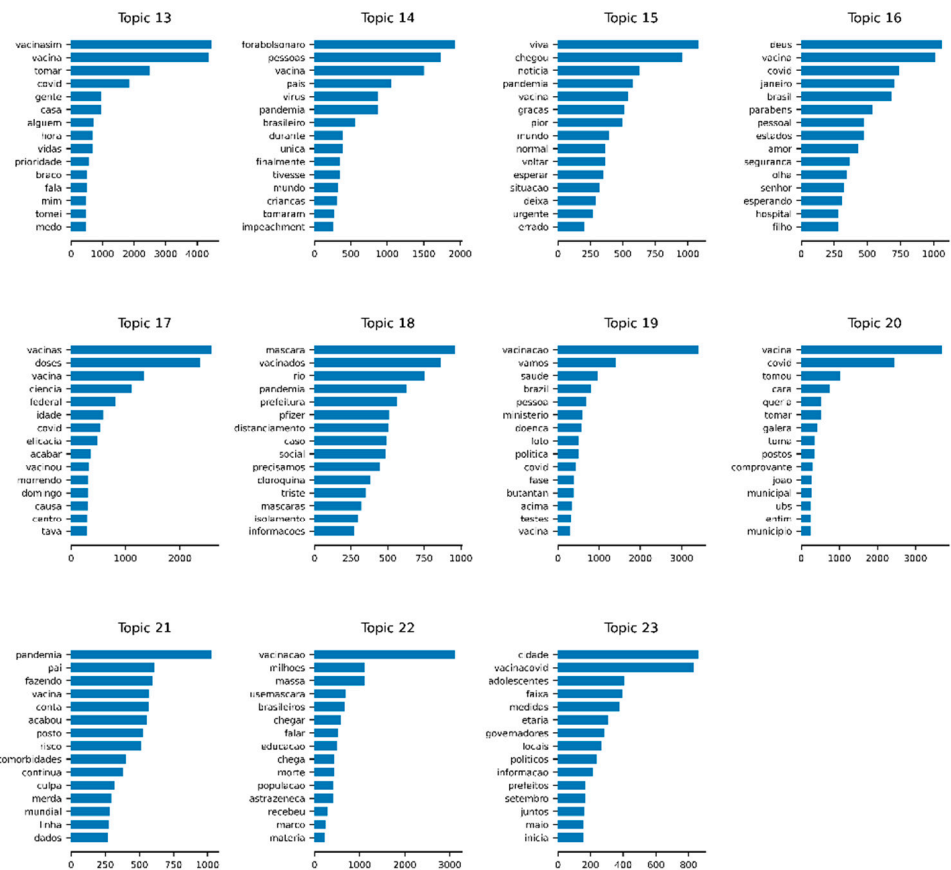 Topic 13
vacinasim
vacina
tomar
covid
gente
casa
alguem
hora
vidas
prioridade
braco
fala
mim
tomei
medo
0 1000 2000 3000 4000
Topic 14
forabolsonaro
pessoas
vacina
pais
virus
pandemia
brasileiro
durante
unica
finalmente
tivesse
mundo
criancas
tomaram
impeachment
0 500 1000 1500 2000
Topic 15
viva
chegou
noticia
pandemia
vacina
gracas
pior
mundo
normal
voltar
esperar
situacao
deixa
urgente
errado
0 250 500 750 1000
Topic 16
deus
vacina
covid
janeiro
brasil
parabens
pessoal
estados
amor
seguranca
olha
senhor
esperando
hospital
filho
0 250 500 750 1000
Topic 17
vacinas
doses
vacina
ciencia
federal
idade
covid
eficacia
acabar
vacinou
morrendo
domingo
causa
centro
tava
0 1000 2000
Topic 18
mascara
vacinados
rio
pandemia
prefeitura
pfizer
distanciamento
caso
social
precisamos
cloroquina
triste
mascaras
isolamento
informacoes
0 250 500 750 1000
Topic 19
vacinacao
vamos
saude
brazil
pessoa
ministerio
doenca
foto
politica
covid
fase
butantan
acima
testes
vacina
0 1000 2000 3000
Topic 20
vacina
covid
tomou
cara
queria
tomar
galera
toma
postos
comprovante
joao
municipal
ubs
enfim
municipio
0 1000 2000 3000
Topic 21
pandemia
pai
fazendo
vacina
conta
acabou
posto
risco
comorbidades
continua
culpa
merda
mundial
linha
dados
0 250 500 750 1000
Topic 22
vacinacao
milhoes
massa
usemascara
brasileiros
chegar
falar
educacao
chega
morte
populacao
astrazeneca
recebeu
marco
materia
0 1000 2000 3000
Topic 23
cidade
vacinacovid
adolescentes
faixa
medidas
etaria
governadores
locais
politicos
informacao
prefeitos
setembro
juntos
maio
inicia
0 200 400 600 800